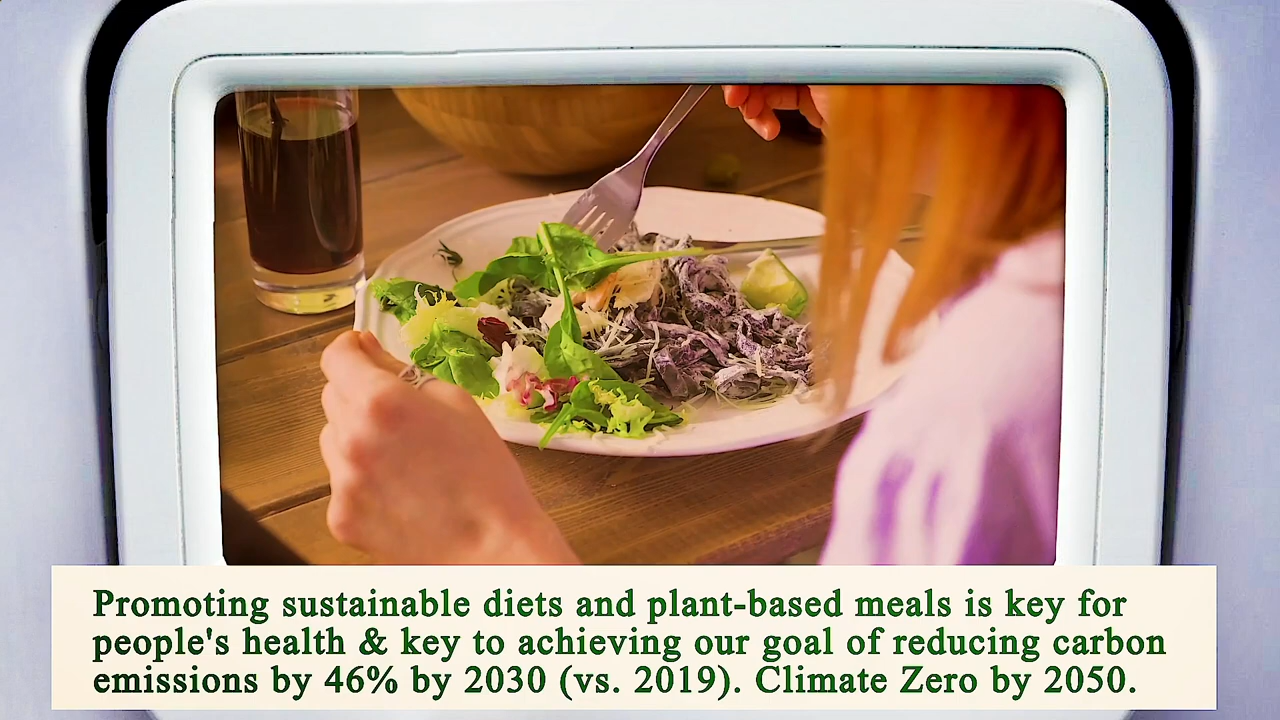 Promoting sustainable diets and plant-based meals is key for
people's health & key to achieving our goal of reducing carbon
emissions by 46% by 2030 (vs. 2019). Climate Zero by 2050.